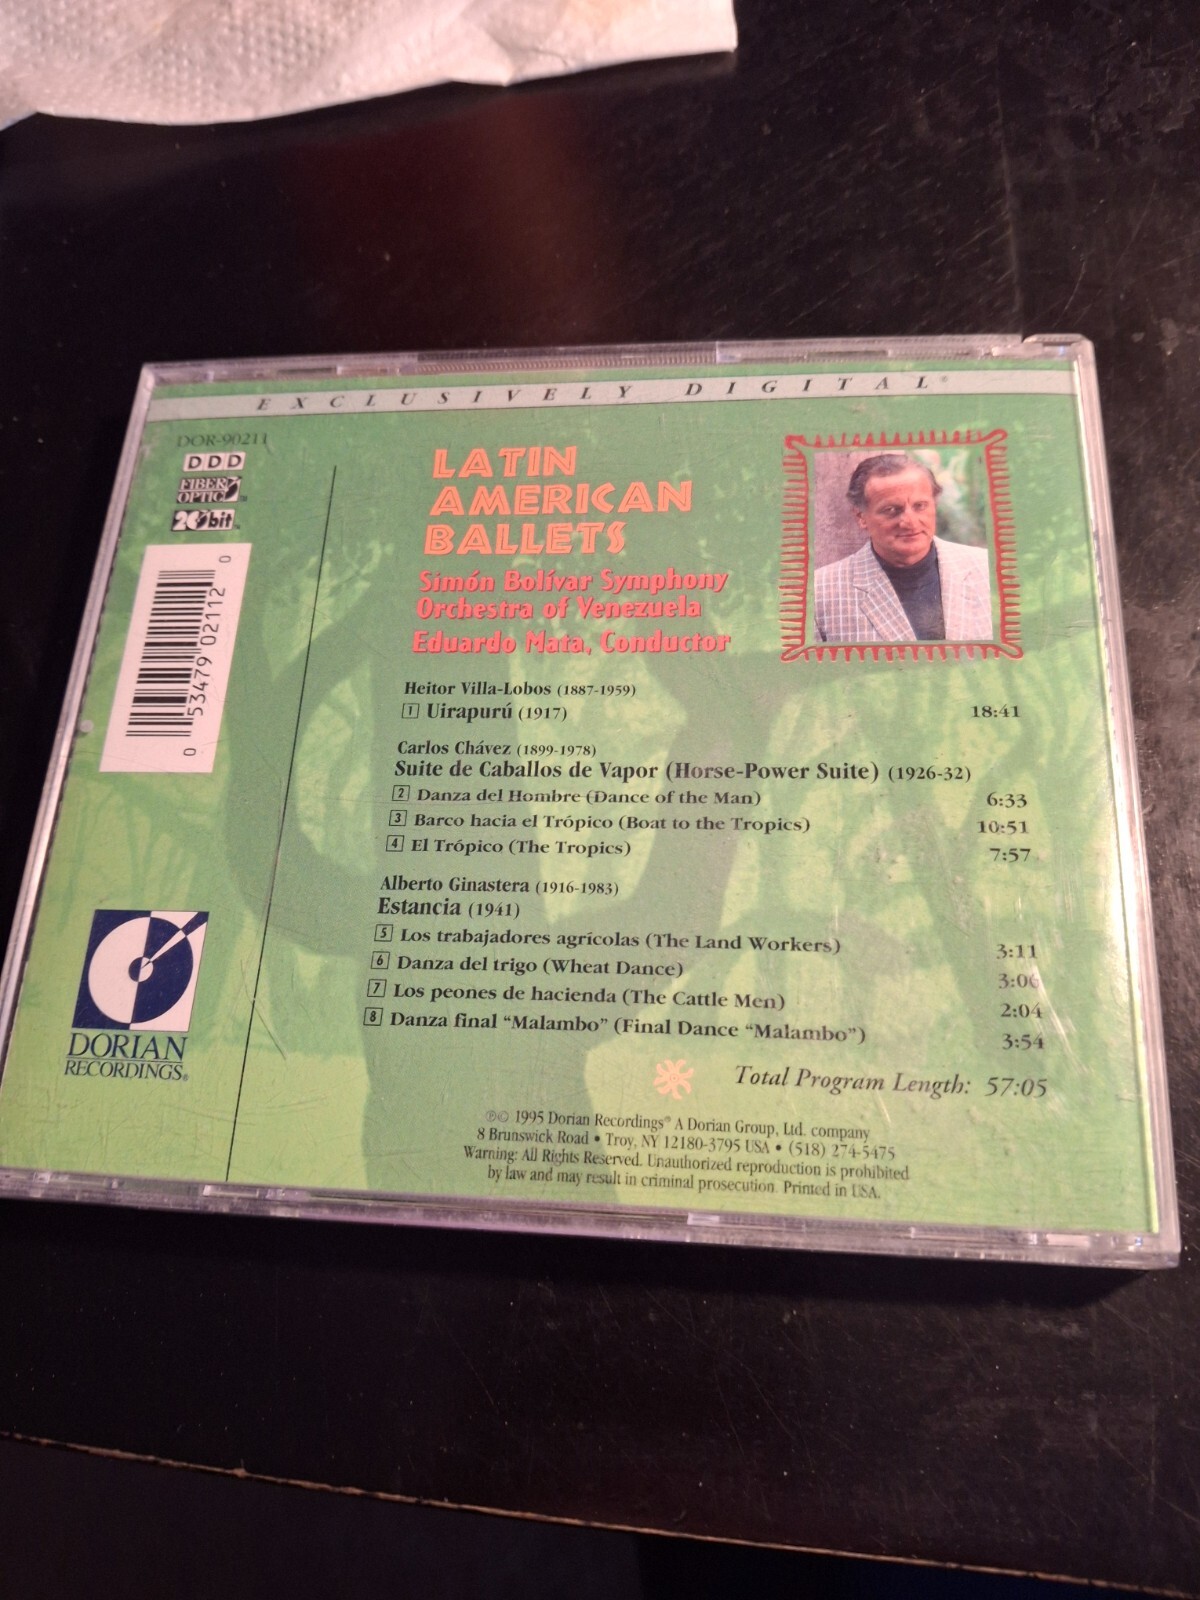 EXCLUSIVELY DIGITAL®
DOR-90211
DDD
FIBER OPTIC
20bit™
0 53479 02112 0
DORIAN
RECORDINGS®
LATIN
AMERICAN
BALLETS
Simón Bolívar Symphony
Orchestra of Venezuela
Eduardo Mata, Conductor
Heitor Villa-Lobos (1887-1959)
1 Uirapurú (1917) 18:41
Carlos Chávez (1899-1978)
Suite de Caballos de Vapor (Horse-Power Suite) (1926-32)
2 Danza del Hombre (Dance of the Man) 6:33
3 Barco hacia el Trópico (Boat to the Tropics) 10:51
4 El Trópico (The Tropics) 7:57
Alberto Ginastera (1916-1983)
Estancia (1941)
5 Los trabajadores agrícolas (The Land Workers) 3:11
6 Danza del trigo (Wheat Dance) 3:06
7 Los peones de hacienda (The Cattle Men) 2:04
8 Danza final "Malambo" (Final Dance "Malambo") 3:54
Total Program Length: 57:05
℗© 1995 Dorian Recordings® A Dorian Group, Ltd. company
8 Brunswick Road • Troy, NY 12180-3795 USA • (518) 274-5475
Warning: All Rights Reserved. Unauthorized reproduction is prohibited
by law and may result in criminal prosecution. Printed in USA.